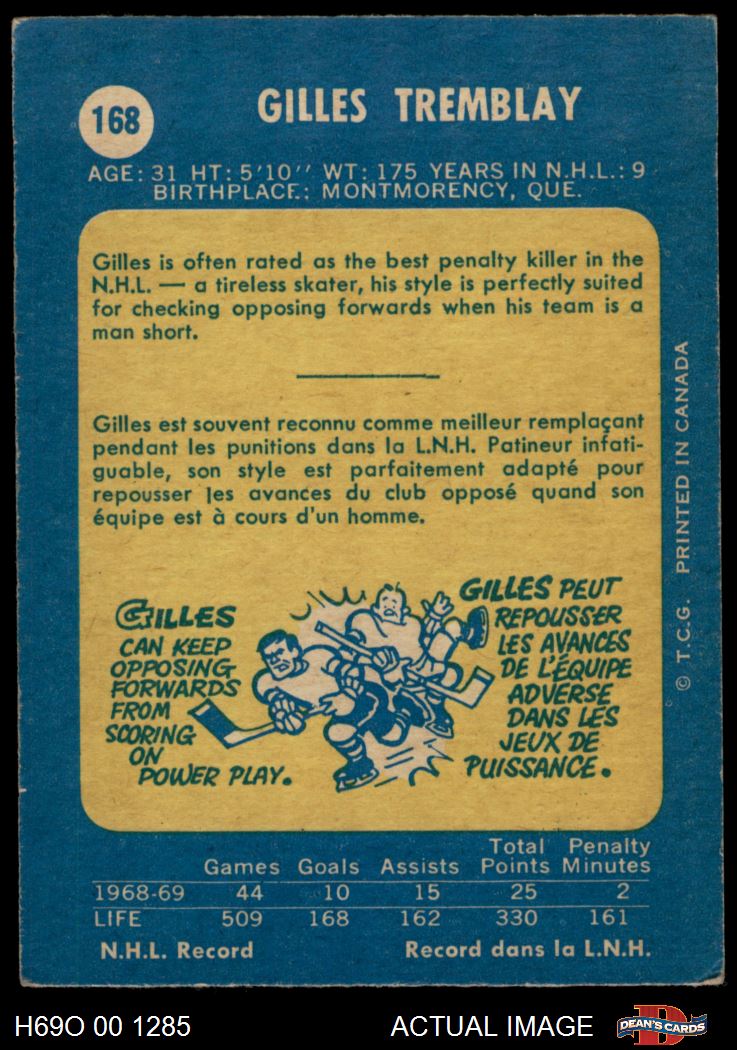 168
GILLES TREMBLAY
AGE: 31 HT: 5'10'' WT: 175 YEARS IN N.H.L.: 9
BIRTHPLACE: MONTMORENCY, QUE.
Gilles is often rated as the best penalty killer in the
N.H.L. — a tireless skater, his style is perfectly suited
for checking opposing forwards when his team is a
man short.
Gilles est souvent reconnu comme meilleur remplaçant
pendant les punitions dans la L.N.H. Patineur infati-
guable, son style est parfaitement adapté pour
repousser les avances du club opposé quand son
équipe est à cours d'un homme.
GILLES
CAN KEEP
OPPOSING
FORWARDS
FROM
SCORING
ON
POWER PLAY.
GILLES PEUT
REPOUSSER
LES AVANCES
DE L'ÉQUIPE
ADVERSE
DANS LES
JEUX DE
PUISSANCE.
© T.C.G. PRINTED IN CANADA
Total Penalty
Games Goals Assists Points Minutes
1968-69 44 10 15 25 2
LIFE 509 168 162 330 161
N.H.L. Record Record dans la L.N.H.
H69O 00 1285 ACTUAL IMAGE DEAN'S CARDS